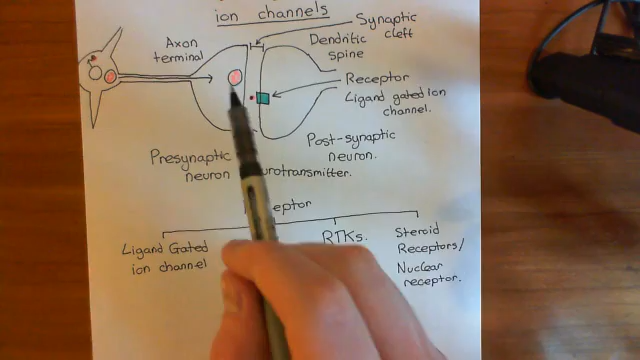 ion channels
Synaptic
cleft
Axon
terminal
Dendritic
spine
Receptor
Ligand gated Ion
channel.
Post-synaptic
neuron.
Presynaptic
neuron
urotransmitter.
eptor
Ligand Gated
ion channel
RTKs.
Steroid
Receptors/
Nuclear
receptor.